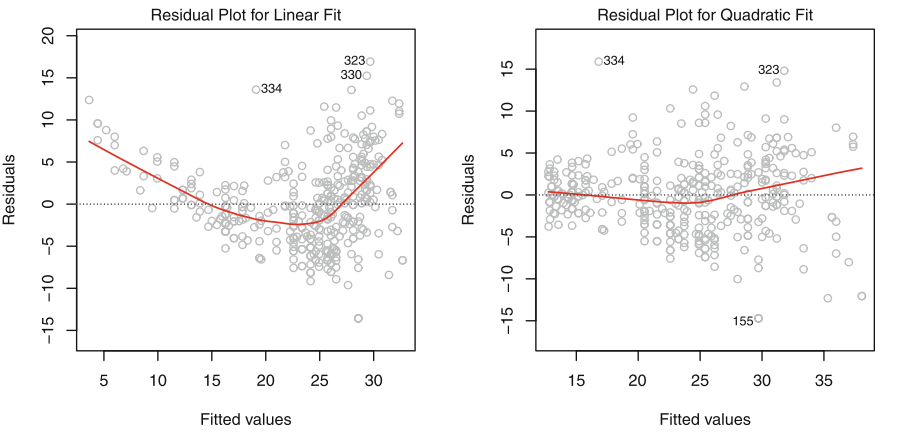 Residual Plot for Linear Fit
20
15
10
5
0
−5
−10
−15
Residuals
323
330
334
5 10 15 20 25 30
Fitted values
Residual Plot for Quadratic Fit
15
10
5
0
−5
−10
−15
Residuals
334
323
155
15 20 25 30 35
Fitted values